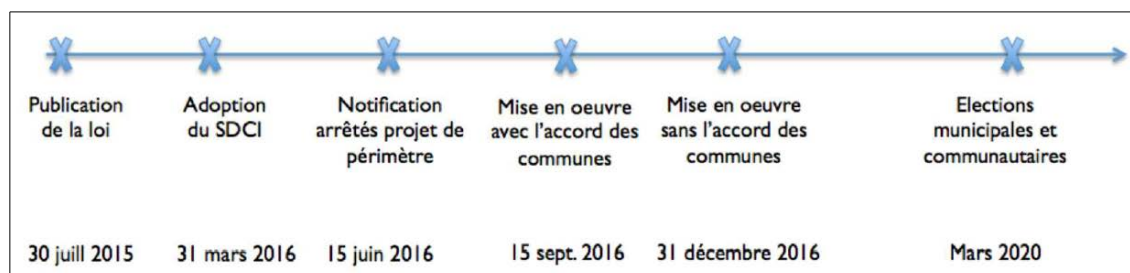 Publication
de la loi
Adoption
du SDCI
Notification
arrêtés projet de
périmètre
Mise en oeuvre
avec l'accord des
communes
Mise en oeuvre
sans l'accord des
communes
Elections
municipales et
communautaires
30 juill 2015
31 mars 2016
15 juin 2016
15 sept. 2016
31 décembre 2016
Mars 2020